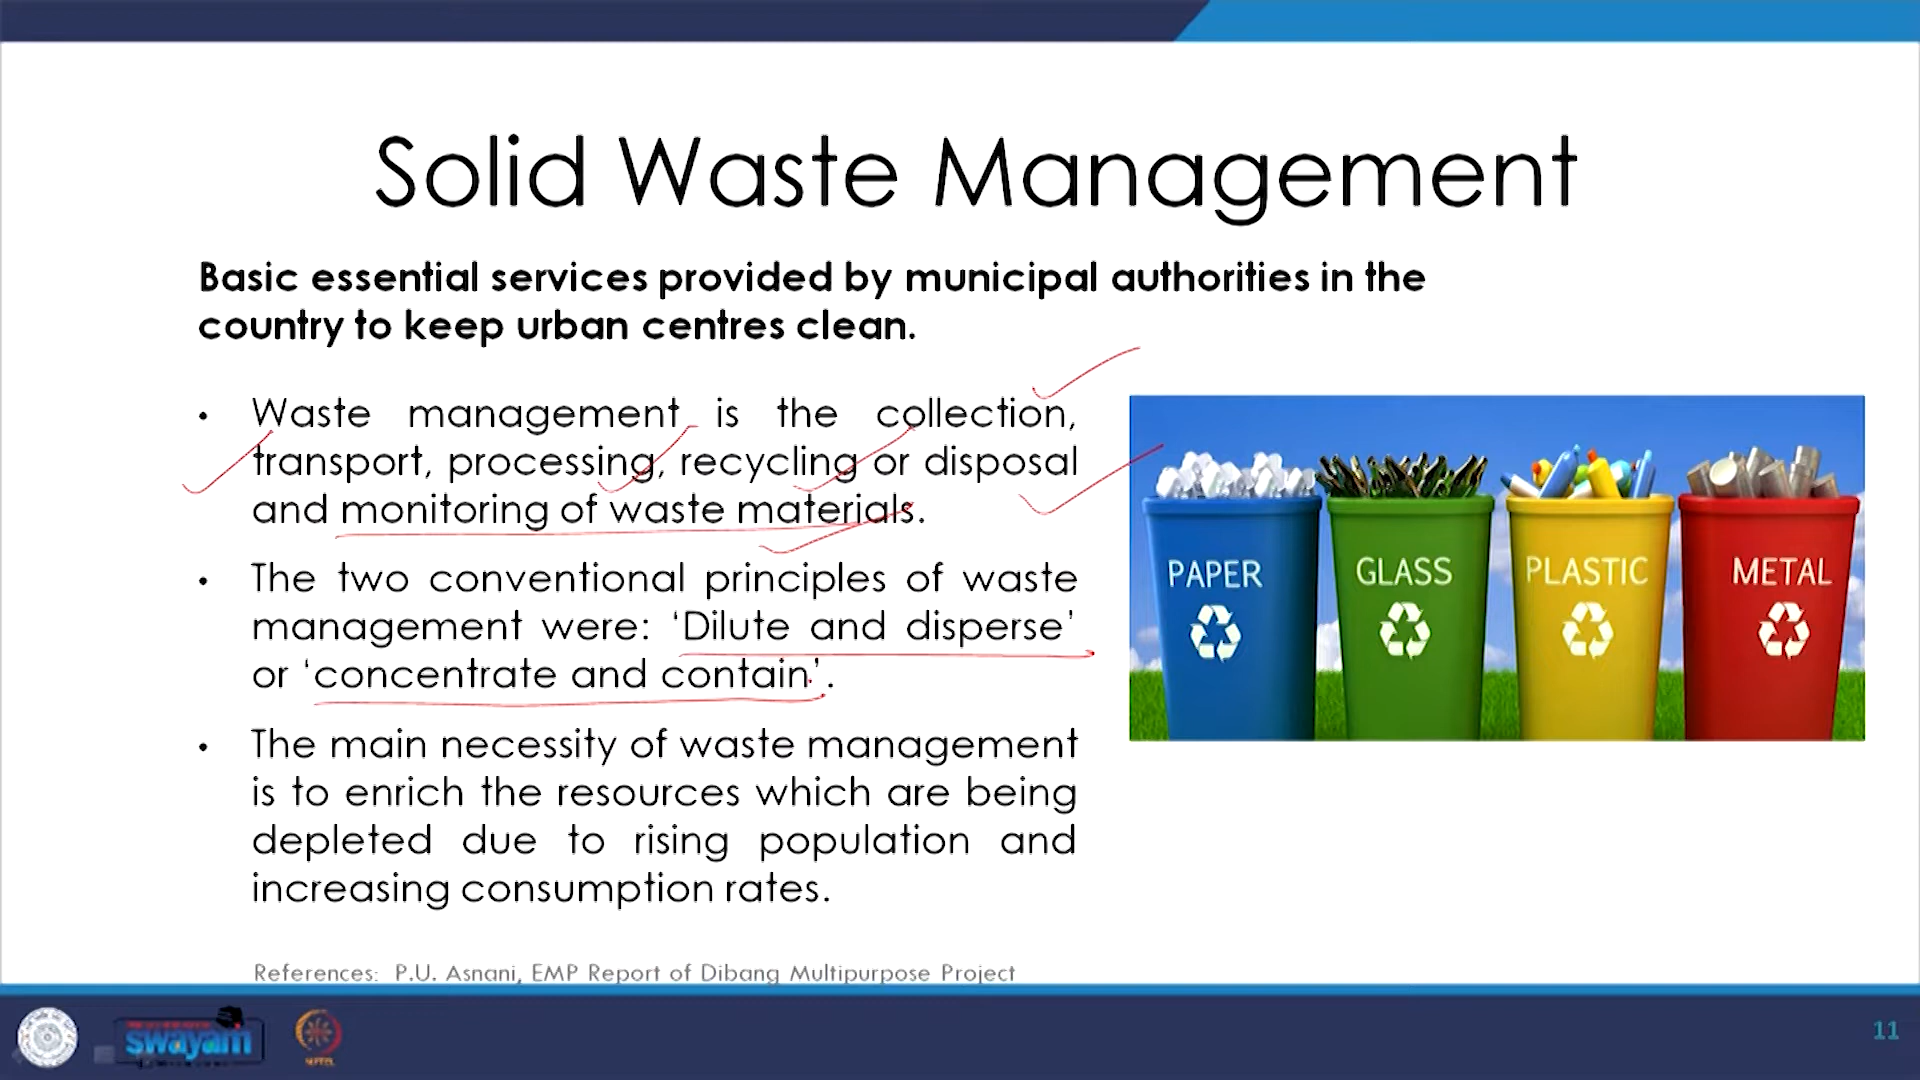 Solid Waste Management
Basic essential services provided by municipal authorities in the
country to keep urban centres clean.
• Waste management is the collection,
transport, processing, recycling or disposal
and monitoring of waste materials.
• The two conventional principles of waste
management were: ‘Dilute and disperse’
or ‘concentrate and contain’.
• The main necessity of waste management
is to enrich the resources which are being
depleted due to rising population and
increasing consumption rates.
PAPER
GLASS
PLASTIC
METAL
References: P.U. Asnani, EMP Report of Dibang Multipurpose Project
swayam
11